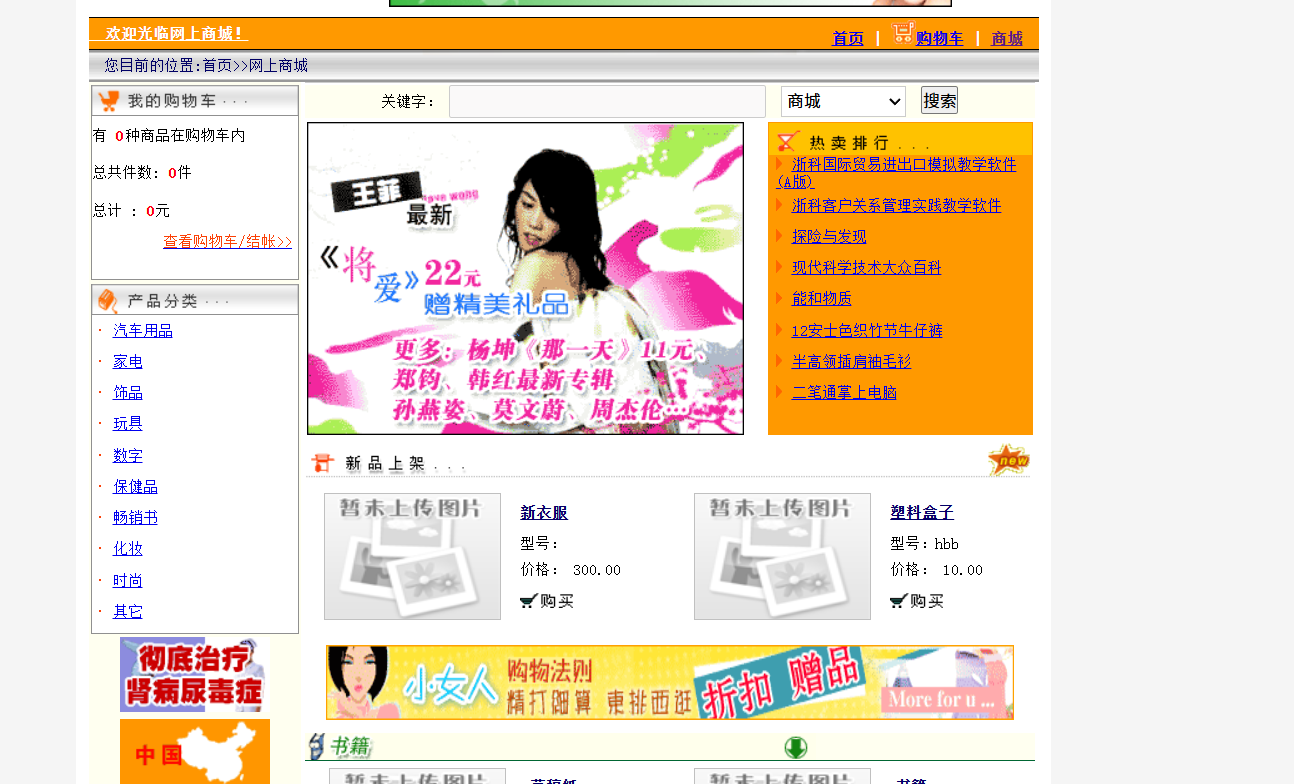 欢迎光临网上商城!
首页 | 购物车 | 商城
您目前的位置:首页>>网上商城
我的购物车 · · ·
有 0种商品在购物车内
总共件数: 0件
总计 : 0元
查看购物车/结帐>>
产品分类 · · ·
· 汽车用品
· 家电
· 饰品
· 玩具
· 数字
· 保健品
· 畅销书
· 化妆
· 时尚
· 其它
彻底治疗
肾病尿毒症
中国
关键字:
商城
搜索
王菲
faye wong
最新
《将爱》22元
赠精美礼品
更多：杨坤《那一天》11元、
郑钧、韩红最新专辑
孙燕姿、莫文蔚、周杰伦…
热卖排行 . . .
浙科国际贸易进出口模拟教学软件
(A版)
浙科客户关系管理实践教学软件
探险与发现
现代科学技术大众百科
能和物质
12安士色织竹节牛仔裤
半高领插肩袖毛衫
二笔通掌上电脑
新品上架 . . .
new
暂未上传图片
新衣服
型号:
价格: 300.00
购买
暂未上传图片
塑料盒子
型号:hbb
价格: 10.00
购买
小女人
购物法则
精打细算 東排西逛
折扣 赠品
More for u ...
书籍